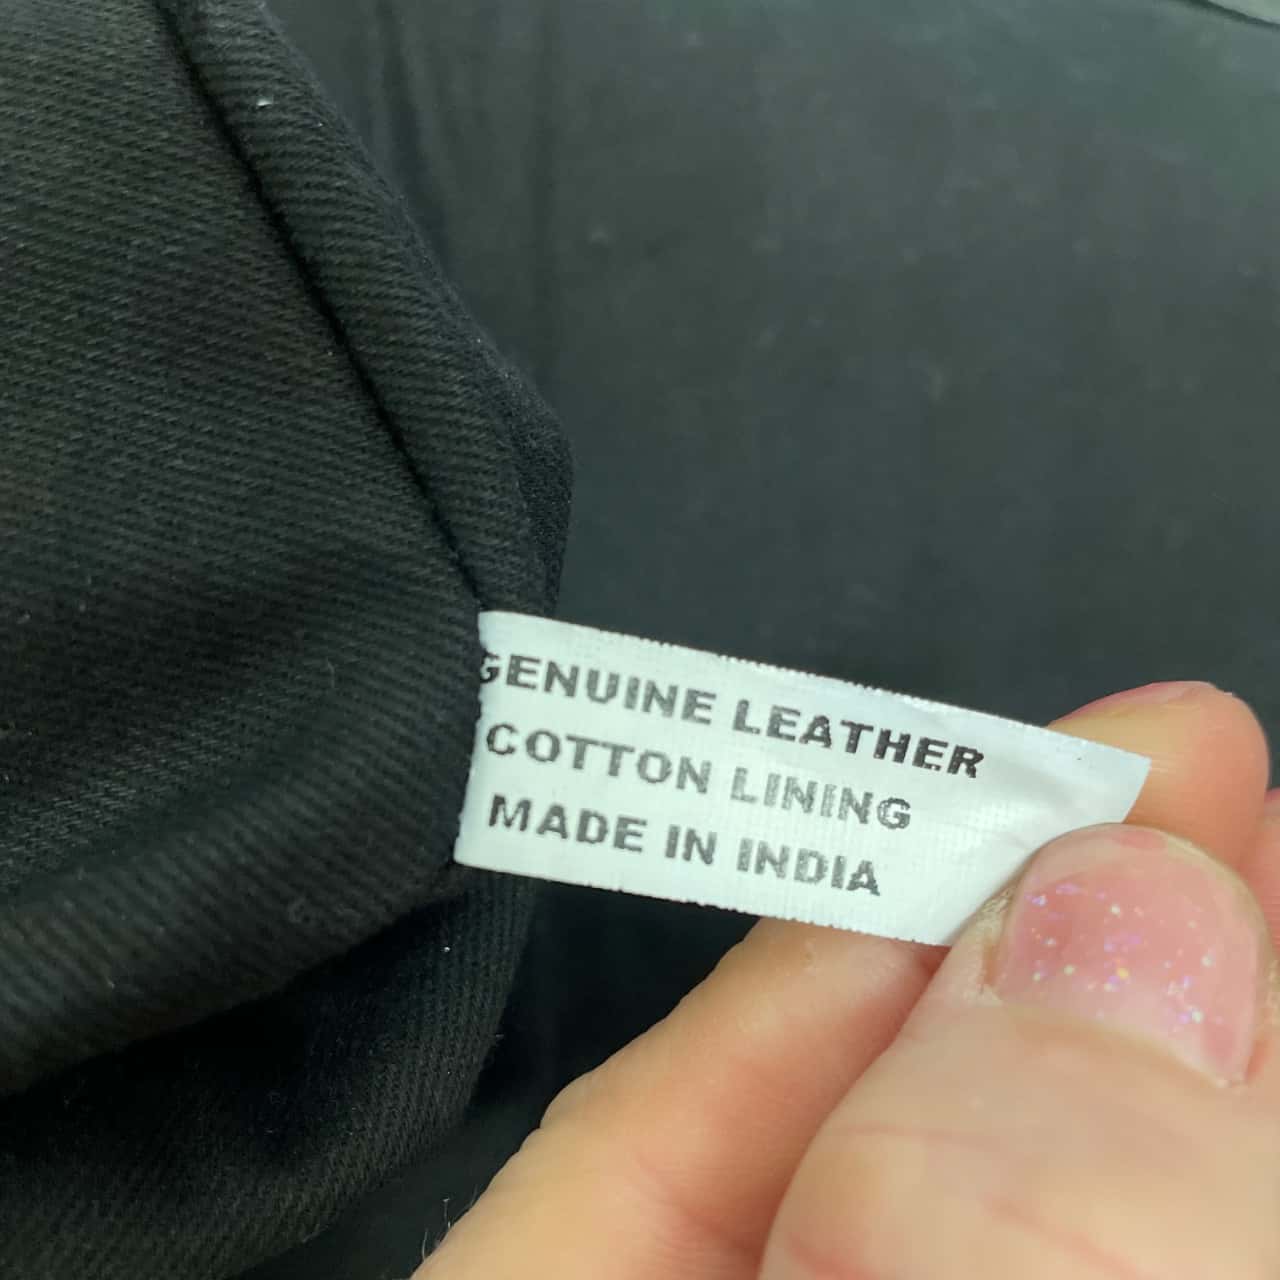 GENUINE LEATHER
COTTON LINING
MADE IN INDIA